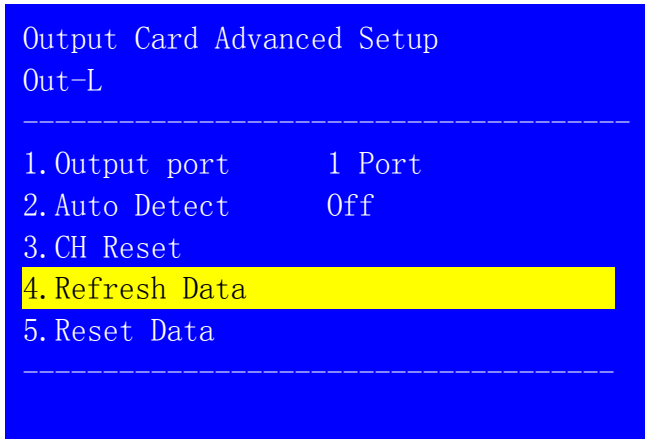 Output Card Advanced Setup
Out-L
--------------------------------------
1.Output port 1 Port
2.Auto Detect Off
3.CH Reset
4.Refresh Data
5.Reset Data
-------------------------------------